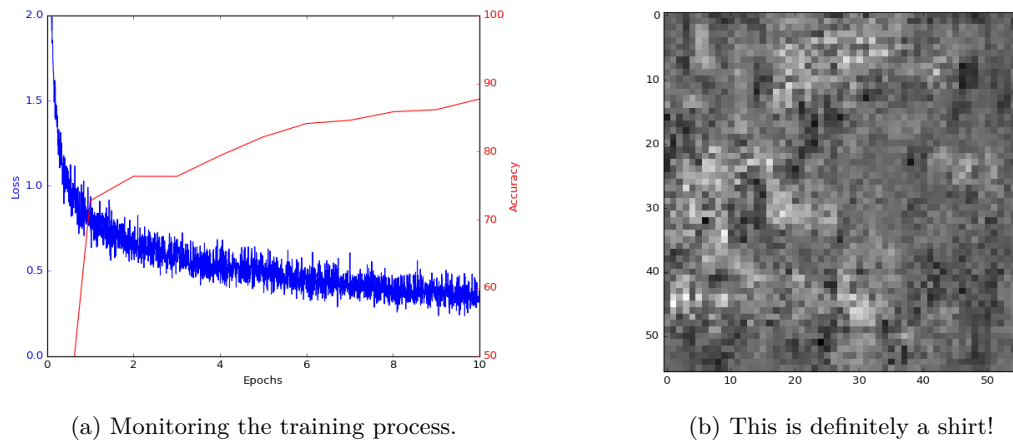 2.0
1.5
1.0
0.5
0.0
Loss
0 2 4 6 8 10
Epochs
100
90
80
70
60
50
Accuracy
(a) Monitoring the training process.
0
10
20
30
40
50
0 10 20 30 40 50
(b) This is definitely a shirt!